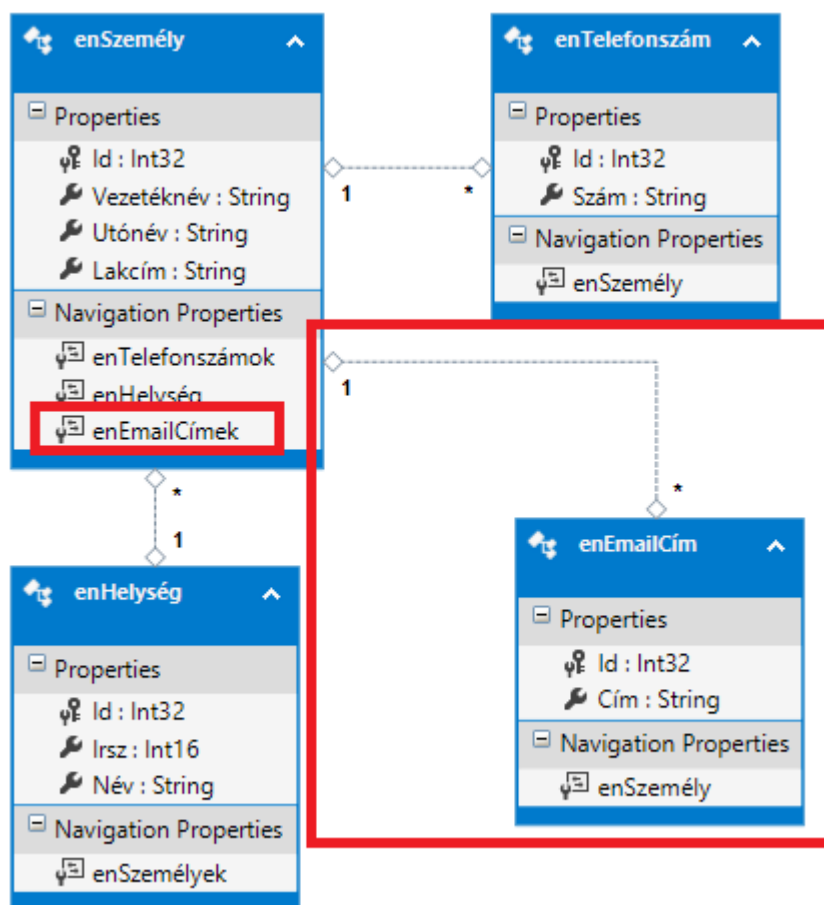 enSzemély
Properties
Id : Int32
Vezetéknév : String
Utónév : String
Lakcím : String
Navigation Properties
enTelefonszámok
enHelység
enEmailCímek
enTelefonszám
Properties
Id : Int32
Szám : String
Navigation Properties
enSzemély
1
*
1
*
*
1
enHelység
Properties
Id : Int32
Irsz : Int16
Név : String
Navigation Properties
enSzemélyek
enEmailCím
Properties
Id : Int32
Cím : String
Navigation Properties
enSzemély